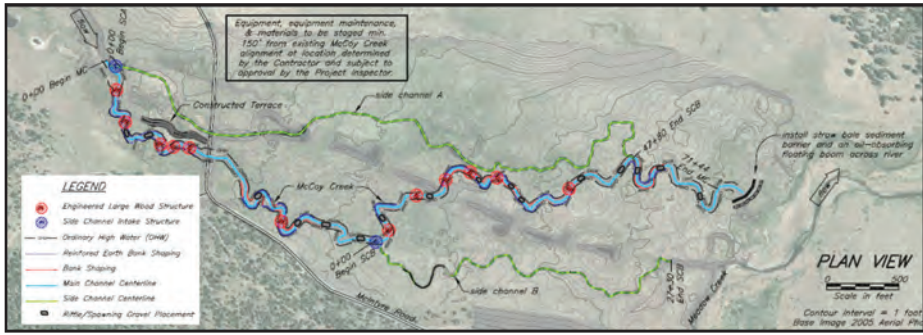 Equipment, equipment maintenance,
& materials to be staged min.
150' from existing McCoy Creek
alignment at location determined
by the Contractor and subject to
approval by the Project Inspector.
flow
0+00
Begin SCA
0+00 Begin MC
Constructed Terrace
side channel A
47+80 End SCB
71+44
End MC
install straw bale sediment
barrier and an oil-absorbing
floating boom across river
McCoy Creek
flow
LEGEND
Engineered Large Wood Structure
Side Channel Intake Structure
Ordinary High Water (OHW)
Reinforced Earth Bank Shaping
Bank Shaping
Main Channel Centerline
Side Channel Centerline
Riffle/Spawning Gravel Placement
0+00
Begin SCB
McIntyre Road
side channel B
27+50
End SCB
Meadow Creek
PLAN VIEW
0 500
Scale in feet
Contour Interval = 1 foo
Base Image 2005 Aerial Pho